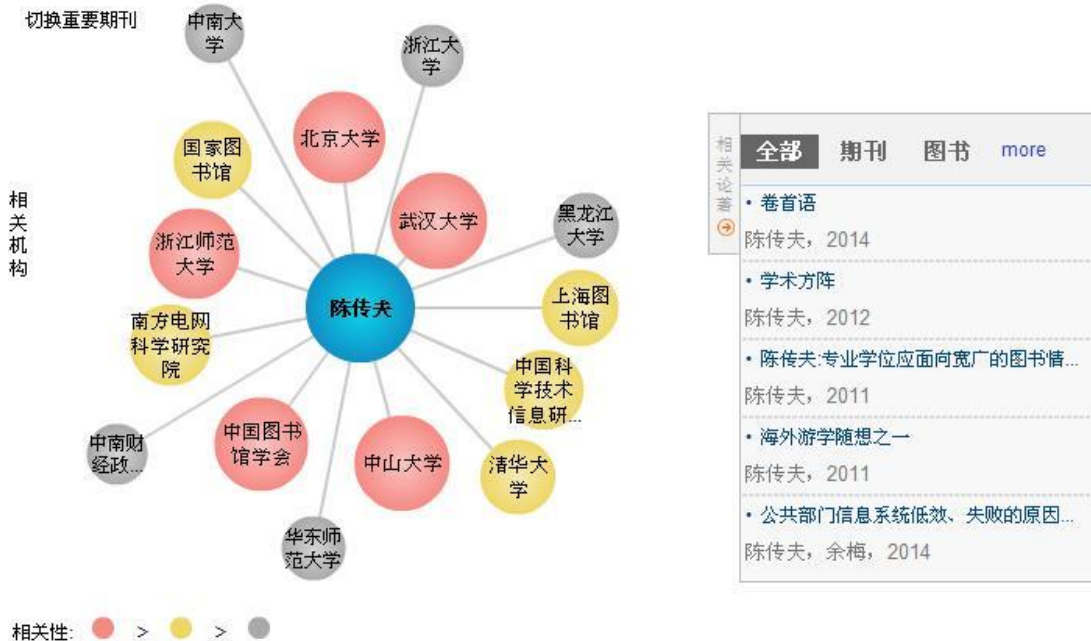 切换重要期刊
中南大
学
浙江大
学
北京大学
国家图
书馆
武汉大学
黑龙江
大学
相
关
机
构
浙江师范
大学
陈传夫
上海图
书馆
南方电网
科学研究
院
中国科
学技术
信息研...
中南财
经政...
中国图书
馆学会
中山大学
清华大
学
华东师
范大学
相关性: > >
相
关
论
著
全部 期刊 图书 more
• 卷首语
陈传夫，2014
• 学术方阵
陈传夫，2012
• 陈传夫:专业学位应面向宽广的图书情...
陈传夫，2011
• 海外游学随想之一
陈传夫，2011
• 公共部门信息系统低效、失败的原因...
陈传夫，余梅，2014